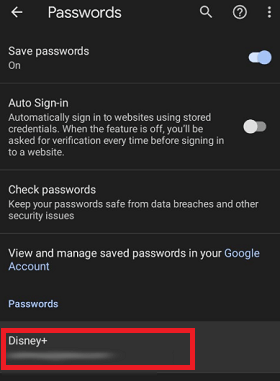 Passwords
Save passwords
On
Auto Sign-in
Automatically sign in to websites using stored
credentials. When the feature is off, you'll be
asked for verification every time before signing in
to a website.
Check passwords
Keep your passwords safe from data breaches and other
security issues
View and manage saved passwords in your Google
Account
Passwords
Disney+